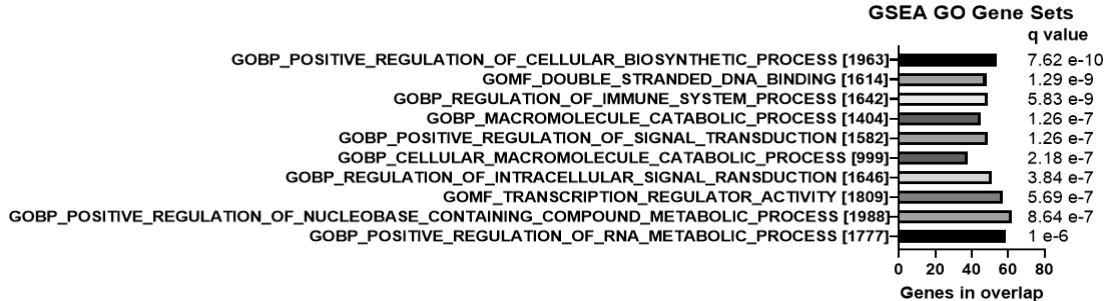 GSEA GO Gene Sets
q value
GOBP_POSITIVE_REGULATION_OF_CELLULAR_BIOSYNTHETIC_PROCESS [1963] 7.62 e-10
GOMF_DOUBLE_STRANDED_DNA_BINDING [1614] 1.29 e-9
GOBP_REGULATION_OF_IMMUNE_SYSTEM_PROCESS [1642] 5.83 e-9
GOBP_MACROMOLECULE_CATABOLIC_PROCESS [1404] 1.26 e-7
GOBP_POSITIVE_REGULATION_OF_SIGNAL_TRANSDUCTION [1582] 1.26 e-7
GOBP_CELLULAR_MACROMOLECULE_CATABOLIC_PROCESS [999] 2.18 e-7
GOBP_REGULATION_OF_INTRACELLULAR_SIGNAL_RANSDUCTION [1646] 3.84 e-7
GOMF_TRANSCRIPTION_REGULATOR_ACTIVITY [1809] 5.69 e-7
GOBP_POSITIVE_REGULATION_OF_NUCLEOBASE_CONTAINING_COMPOUND_METABOLIC_PROCESS [1988] 8.64 e-7
GOBP_POSITIVE_REGULATION_OF_RNA_METABOLIC_PROCESS [1777] 1 e-6
0 20 40 60 80
Genes in overlap